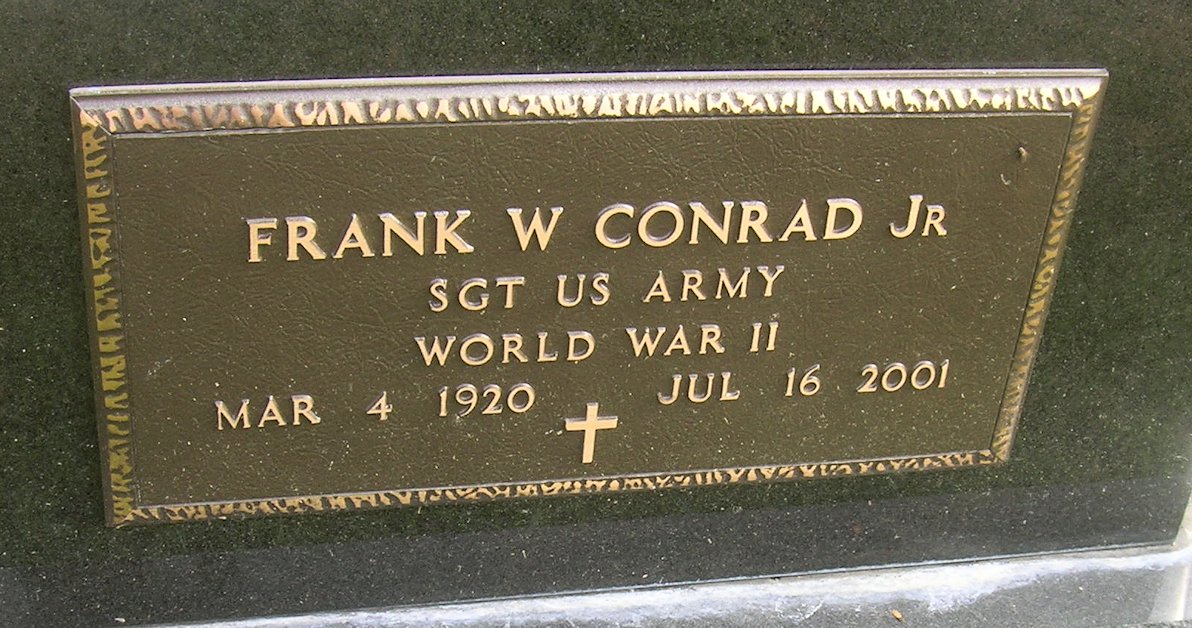 FRANK W CONRAD JR
SGT US ARMY
WORLD WAR II
MAR 4 1920 JUL 16 2001